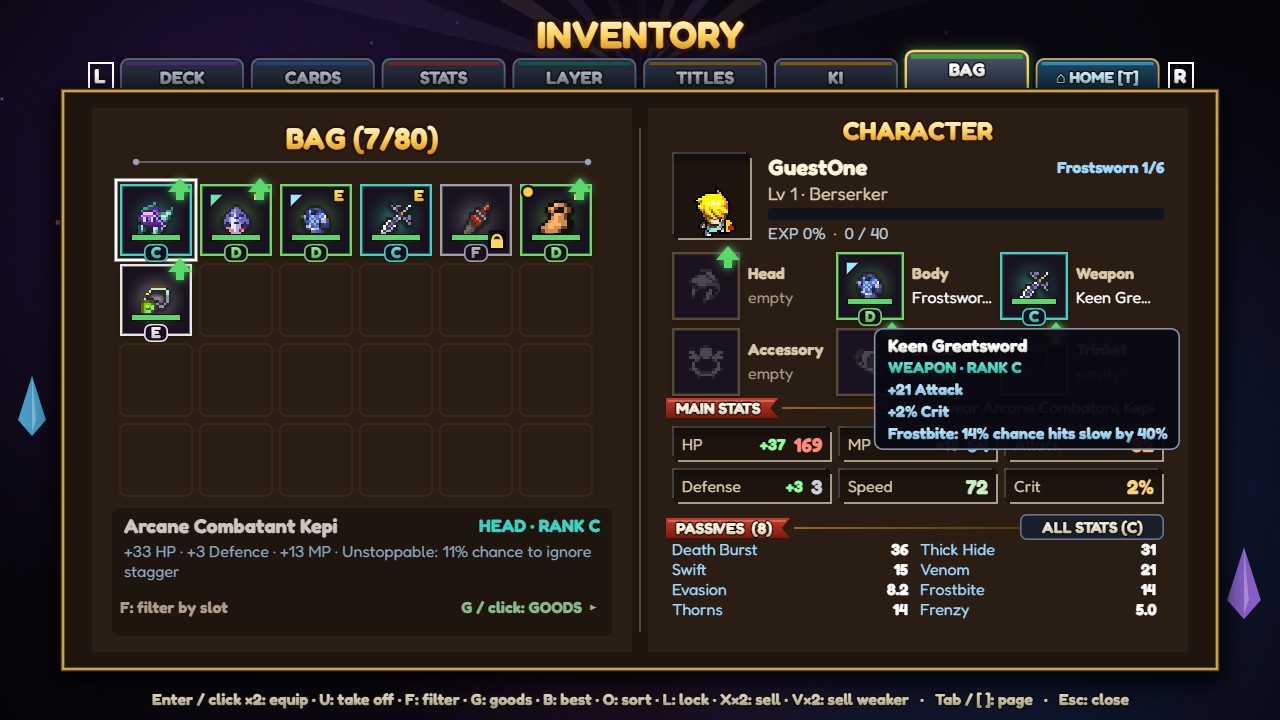 INVENTORY
L DECK CARDS STATS LAYER TITLES KI BAG ⌂ HOME [T] R
BAG (7/80)
C D E D E C F D
E
Arcane Combatant Kepi HEAD · RANK C
+33 HP · +3 Defence · +13 MP · Unstoppable: 11% chance to ignore
stagger
F: filter by slot G / click: GOODS ►
CHARACTER
GuestOne Frostsworn 1/6
Lv 1 · Berserker
EXP 0% · 0 / 40
Head
empty
D
Body
Frostswor...
C
Weapon
Keen Gre...
Accessory
empty
Trinket
empty
Keen Greatsword
WEAPON · RANK C
+21 Attack
+2% Crit
Frostbite: 14% chance hits slow by 40%
MAIN STATS Arcane Combatant Kepi
HP +37 169 MP
Defense +3 3 Speed 72 Crit 2%
PASSIVES (8) ALL STATS (C)
Death Burst 36 Thick Hide 31
Swift 15 Venom 21
Evasion 8.2 Frostbite 14
Thorns 14 Frenzy 5.0
Enter / click x2: equip · U: take off · F: filter · G: goods · B: best · O: sort · L: lock · Xx2: sell · Vx2: sell weaker · Tab / [ ]: page · Esc: close